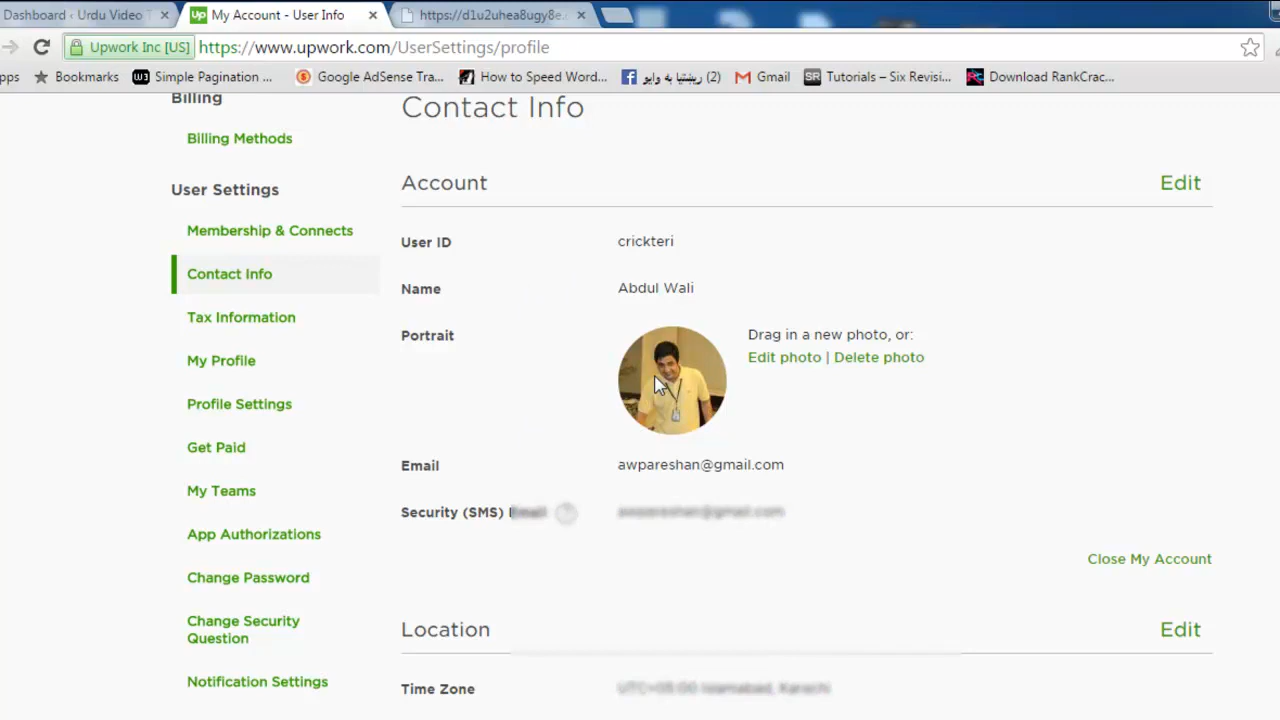 Dashboard ‹ Urdu Video T
My Account - User Info
https://d1u2uhea8ugy8e.
Upwork Inc [US]
https://www.upwork.com/UserSettings/profile
pps
Bookmarks
W3
Simple Pagination ...
Google AdSense Tra...
How to Speed Word...
(2)
Gmail
SR
Tutorials – Six Revisi...
Download RankCrac...
Billing
Billing Methods
User Settings
Membership & Connects
Contact Info
Tax Information
My Profile
Profile Settings
Get Paid
My Teams
App Authorizations
Change Password
Change Security
Question
Notification Settings
Contact Info
Account
Edit
User ID
crickteri
Name
Abdul Wali
Portrait
Drag in a new photo, or:
Edit photo | Delete photo
Email
awpareshan@gmail.com
Security (SMS)
Close My Account
Location
Edit
Time Zone